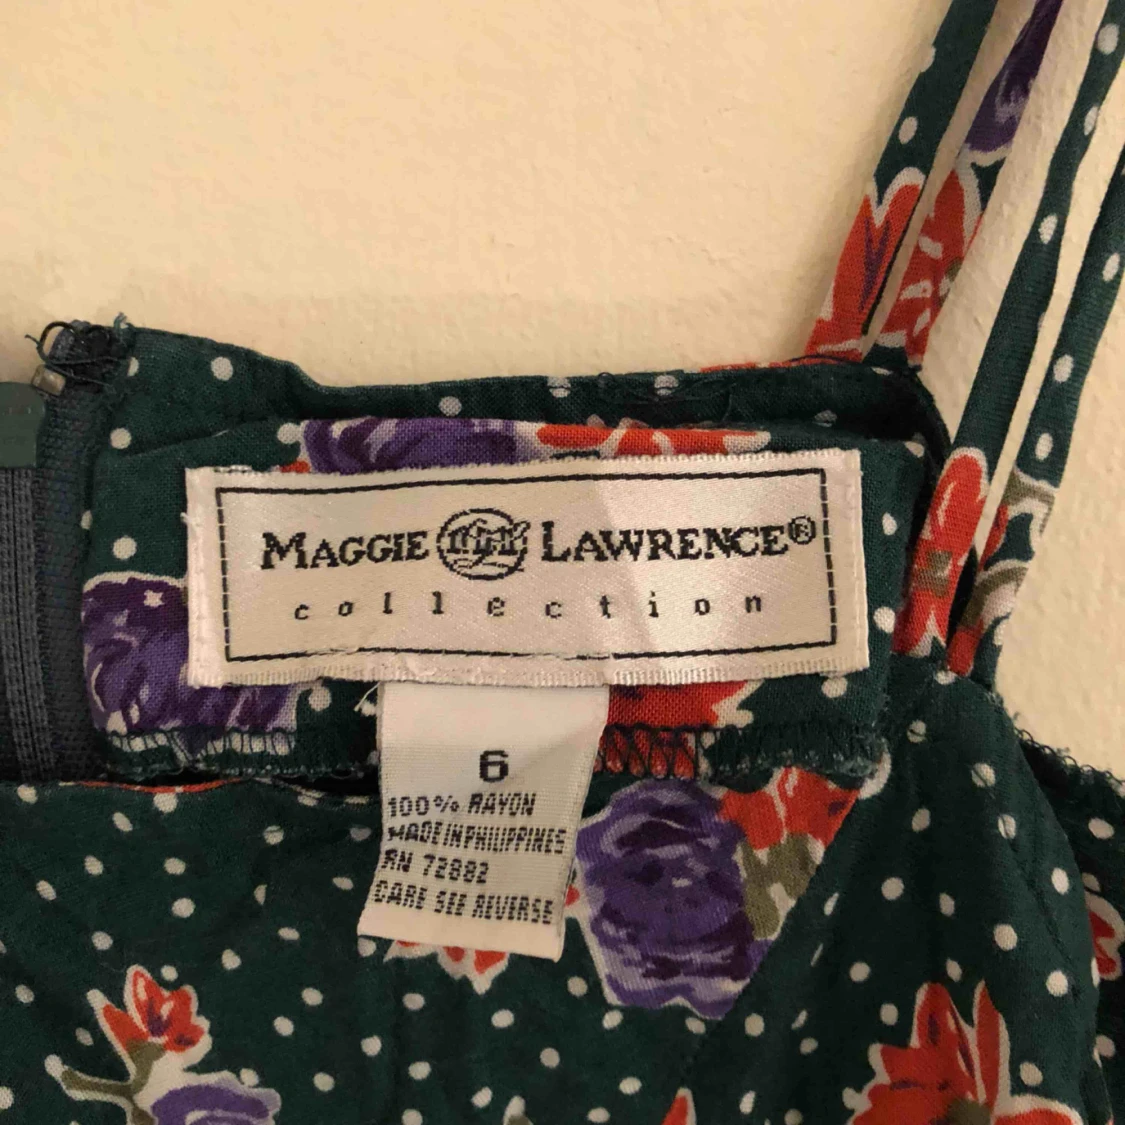 MAGGIE LAWRENCE®
collection
6
100% RAYON
MADE IN PHILIPPINES
RN 72882
CARE SEE REVERSE